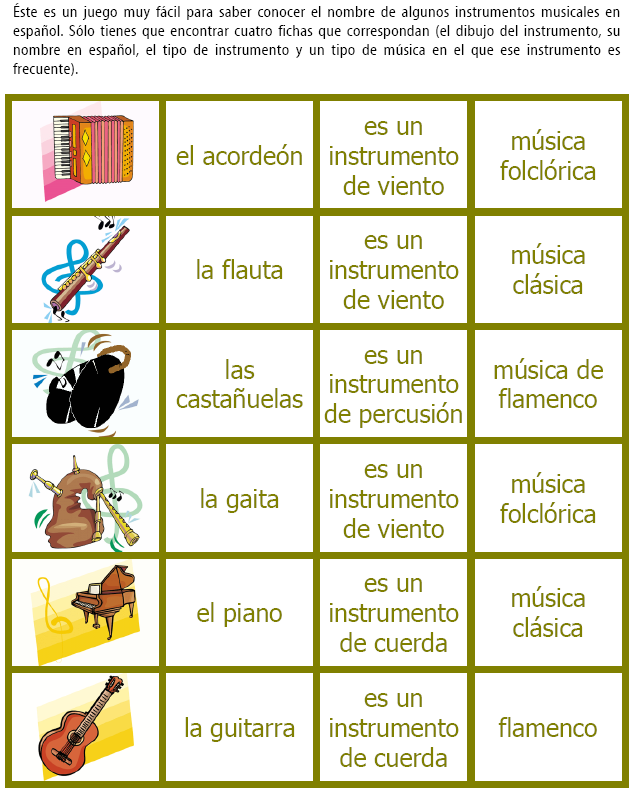 Éste es un juego muy fácil para saber conocer el nombre de algunos instrumentos musicales en
español. Sólo tienes que encontrar cuatro fichas que correspondan (el dibujo del instrumento, su
nombre en español, el tipo de instrumento y un tipo de música en el que ese instrumento es
frecuente).
el acordeón
es un
instrumento
de viento
música
folclórica
la flauta
es un
instrumento
de viento
música
clásica
las
castañuelas
es un
instrumento
de percusión
música de
flamenco
la gaita
es un
instrumento
de viento
música
folclórica
el piano
es un
instrumento
de cuerda
música
clásica
la guitarra
es un
instrumento
de cuerda
flamenco